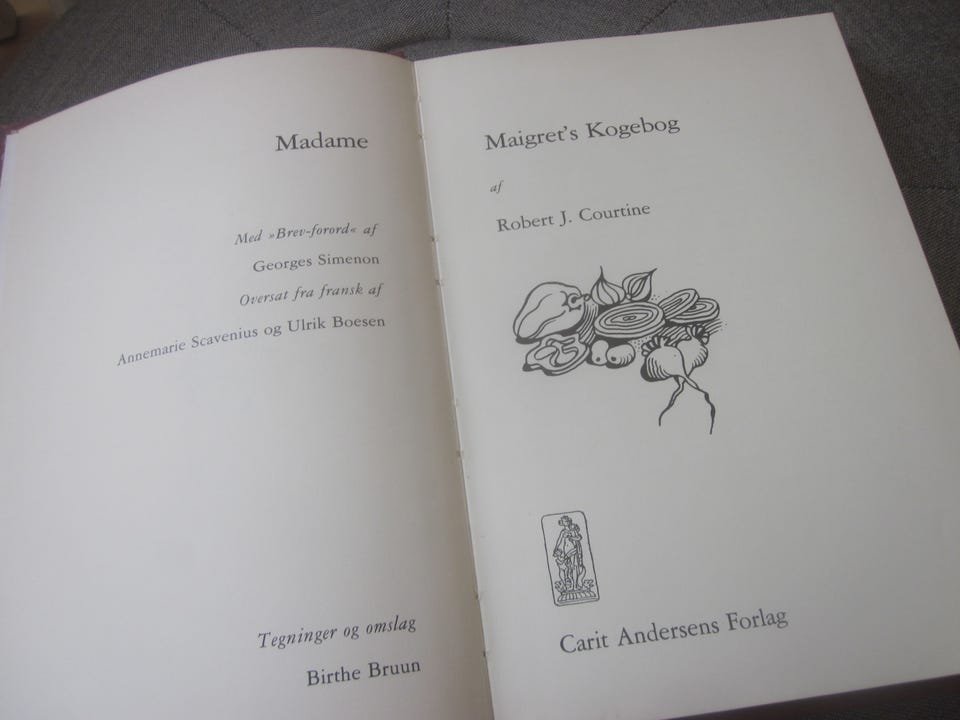 Madame
Med »Brev-forord« af
Georges Simenon
Oversat fra fransk af
Annemarie Scavenius og Ulrik Boesen
Tegninger og omslag
Birthe Bruun
Maigret's Kogebog
af
Robert J. Courtine
Carit Andersens Forlag